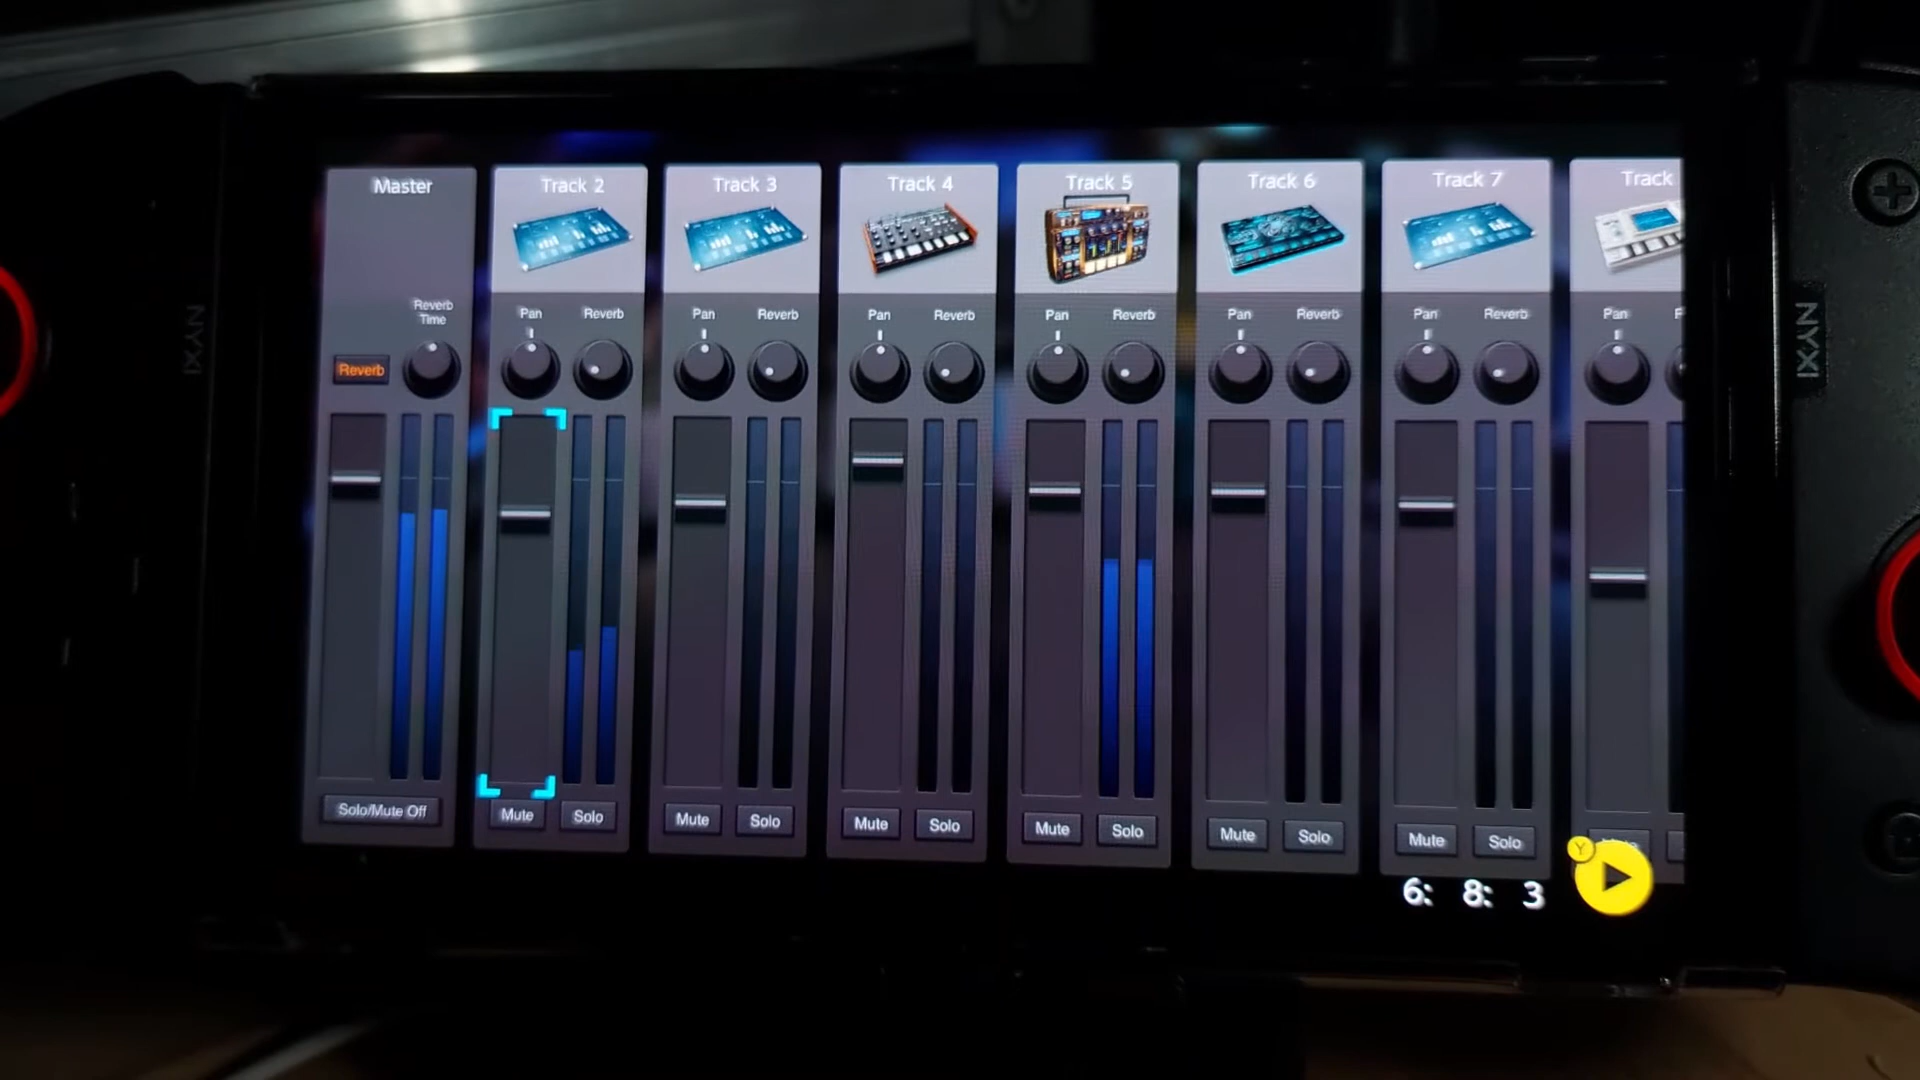 Master
Track 2
Track 3
Track 4
Track 5
Track 6
Track 7
Track
Reverb
Time
Pan Reverb
Pan Reverb
Pan Reverb
Pan Reverb
Pan Reverb
Pan Reverb
Pan
Reverb
NYXI
NYXI
Solo/Mute Off
Mute Solo
Mute Solo
Mute Solo
Mute Solo
Mute Solo
Mute Solo
Y
6: 8: 3